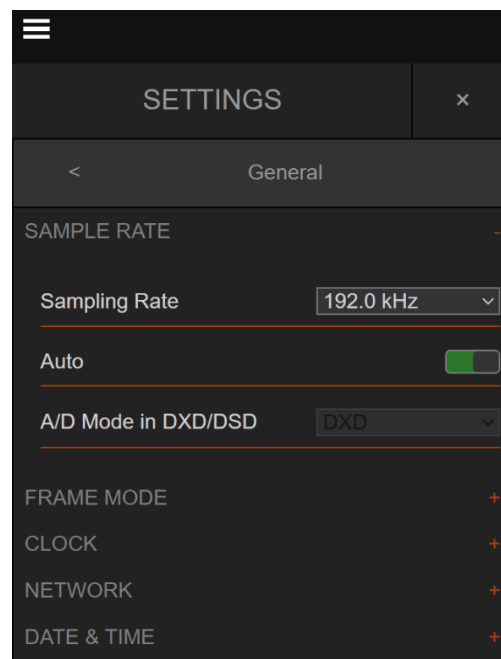 SETTINGS ×
< General
SAMPLE RATE -
Sampling Rate 192.0 kHz
Auto
A/D Mode in DXD/DSD DXD
FRAME MODE +
CLOCK +
NETWORK +
DATE & TIME +